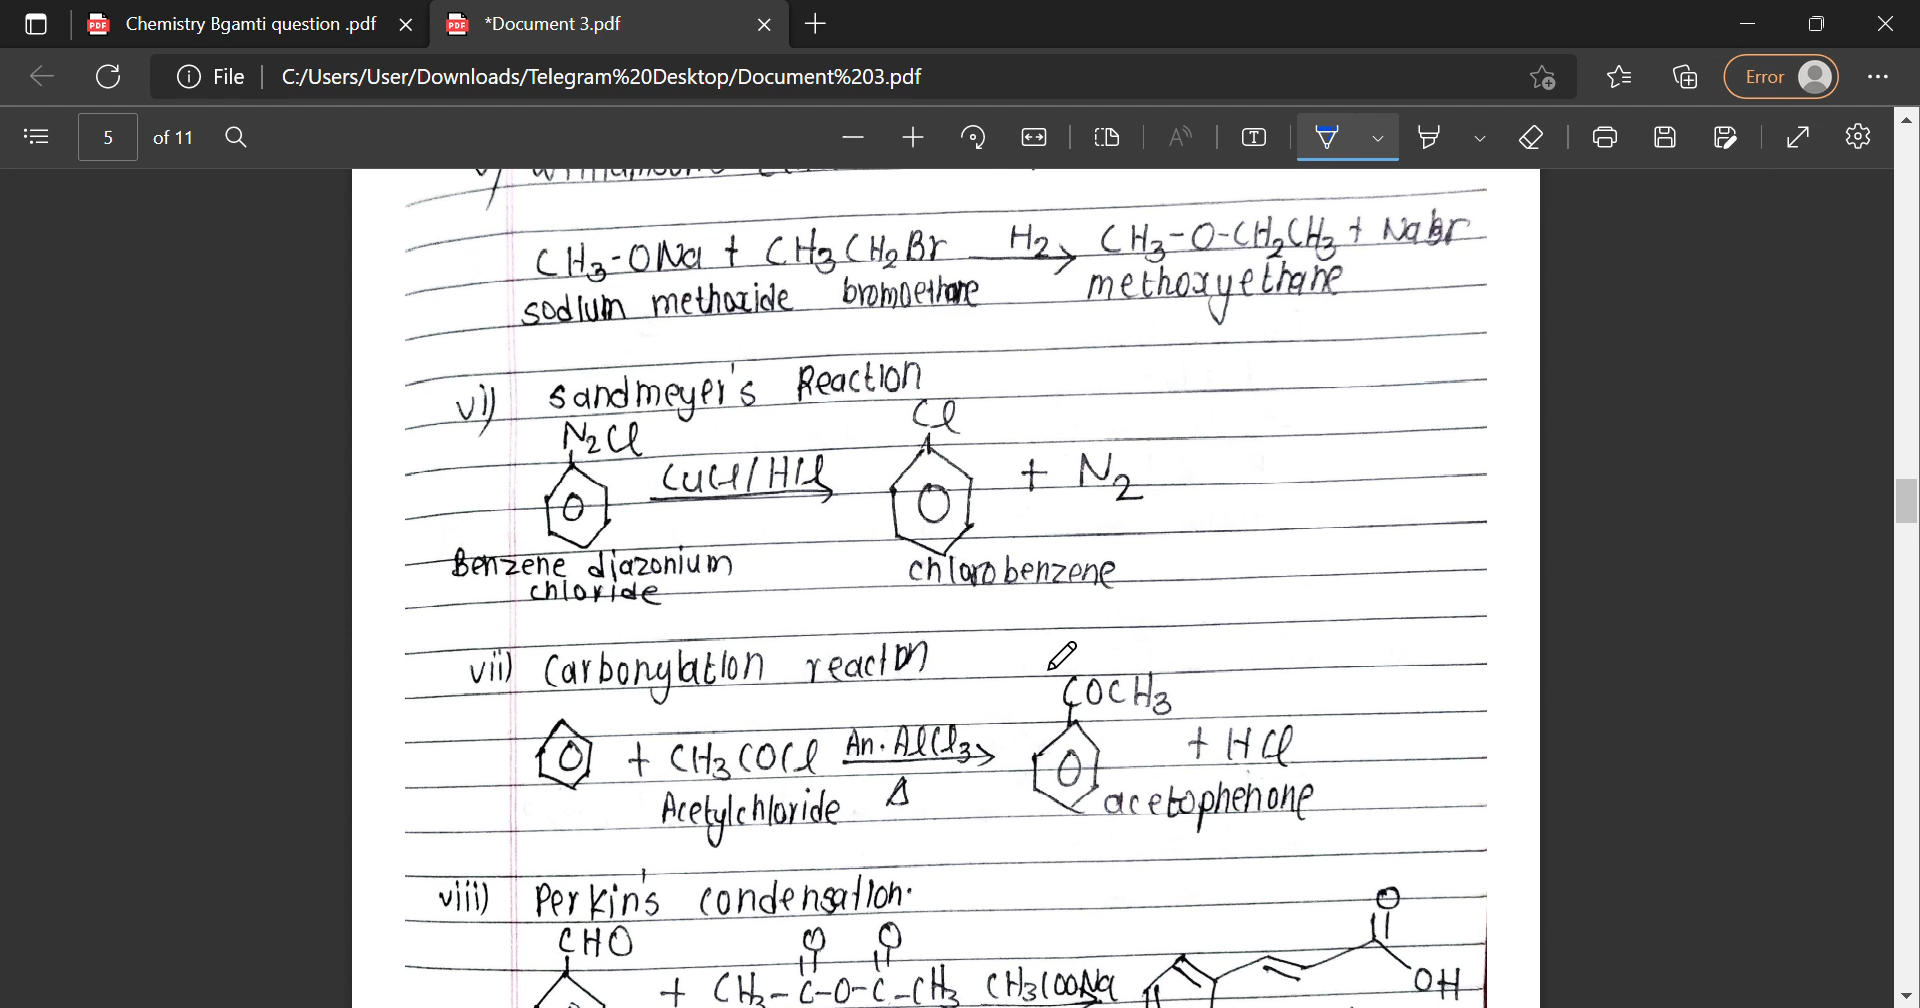 Chemistry Bgamti question .pdf
*Document 3.pdf
File
C:/Users/User/Downloads/Telegram%20Desktop/Document%203.pdf
Error
5 of 11
CH3-ONa + CH3CH2Br H2 → CH3-O-CH2CH3 + NaBr
sodium methoxide bromoethane methoxyethane
vi) Sandmeyer's Reaction
N2Cl Cl
CuCl/HCl → + N2
Benzene diazonium chlorobenzene
chloride
vii) Carbonylation reaction
COCH3
+ CH3COCl An. AlCl3 → + HCl
Acetylchloride Δ acetophenone
viii) Perkin's condensation.
CHO O O O
+ CH3-C-O-C-CH3 CH3COONa OH